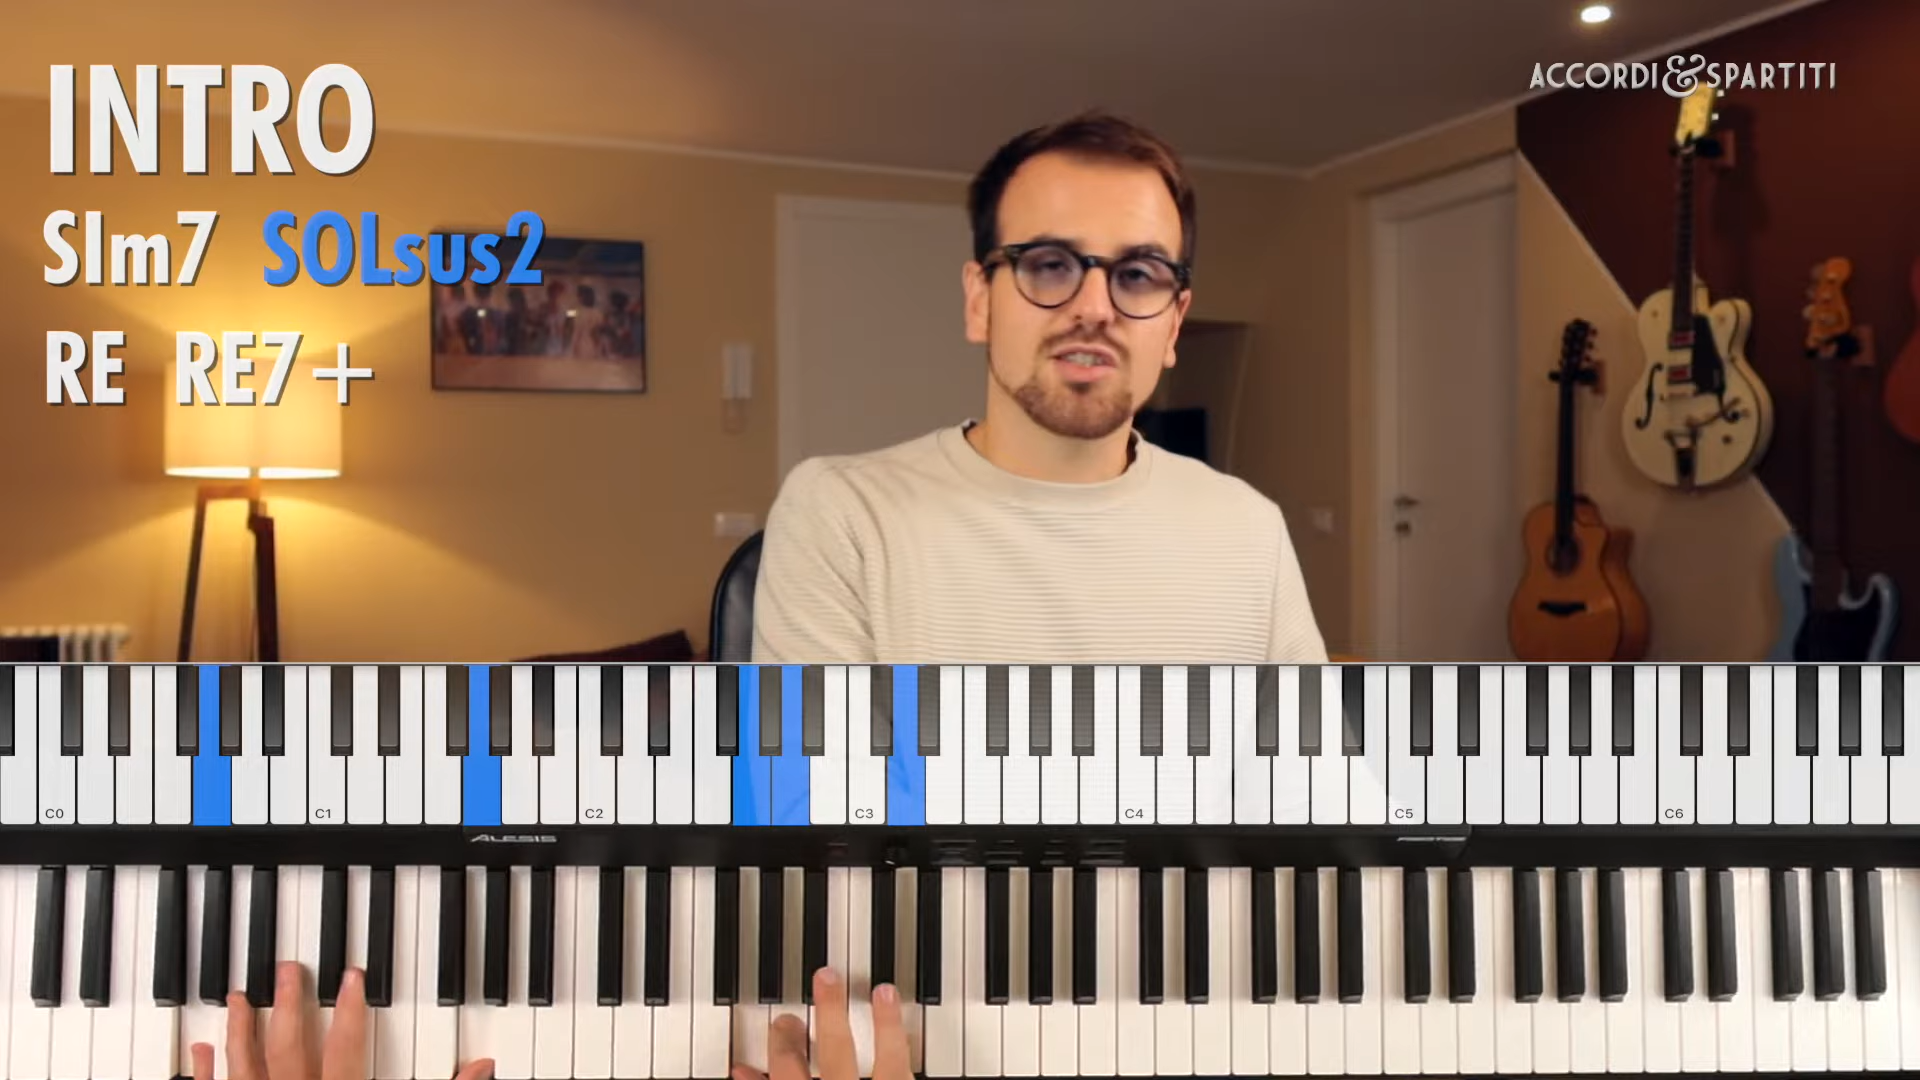 INTRO
ACCORDI&SPARTITI
SIm7 SOLsus2
RE RE7+
C0 C1 C2 C3 C4 C5 C6
ALESIS